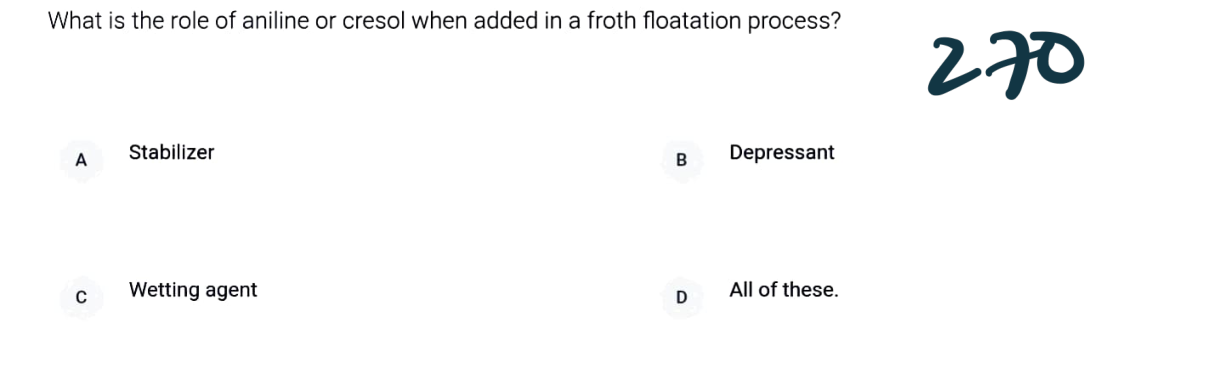 What is the role of aniline or cresol when added in a froth floatation process?
270
A Stabilizer
B Depressant
C Wetting agent
D All of these.